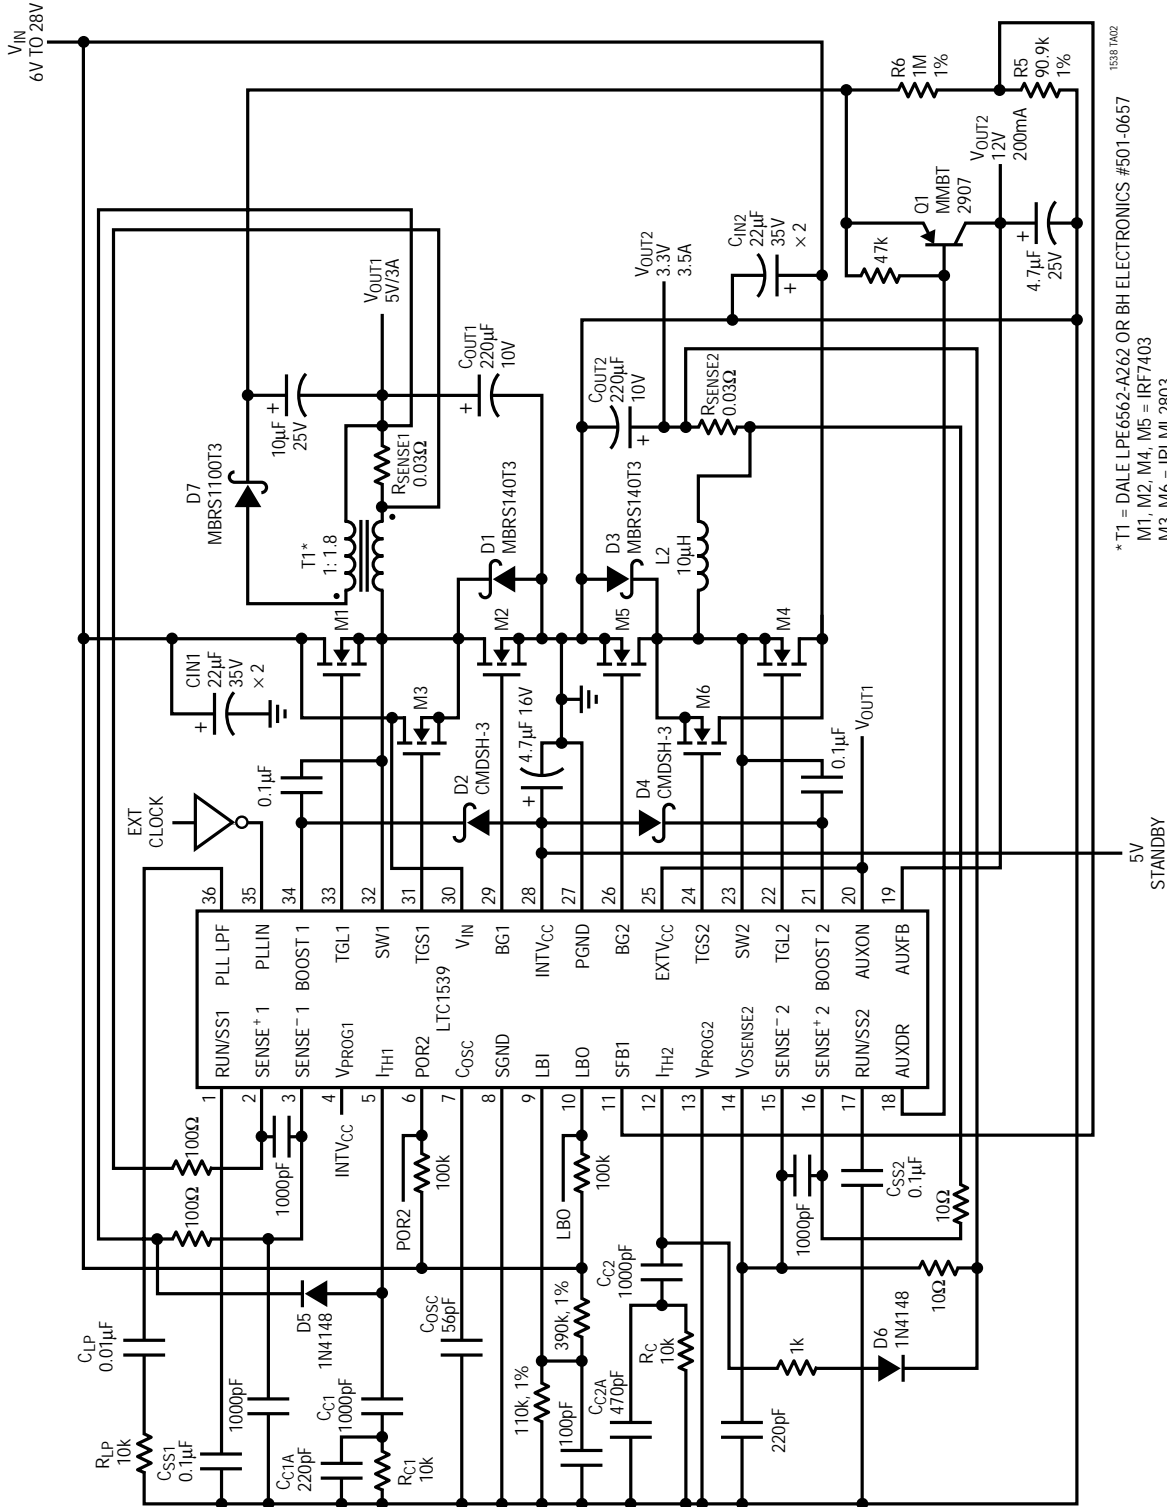 VIN
6V TO 28V
R6
1M
1%
R5
90.9k
1%
1538 TA02
* T1 = DALE LPE6562-A262 OR BH ELECTRONICS #501-0657
M1, M2, M4, M5 = IRF7403
M3, M6 = IRLML2803
VOUT2
12V
200mA
Q1
MMBT
2907
4.7µF
25V
47k
CIN2
22µF
35V
× 2
VOUT2
3.3V
3.5A
VOUT1
5V/3A
COUT1
220µF
10V
COUT2
220µF
10V
RSENSE2
0.03Ω
10µF
25V
RSENSE1
0.03Ω
D7
MBRS1100T3
T1*
1: 1.8
D1
MBRS140T3
D3
MBRS140T3
L2
10µH
M1
M2
M5
M4
CIN1
22µF
35V
× 2
M3
M6
4.7µF 16V
D2
CMDSH-3
D4
CMDSH-3
0.1µF
0.1µF
VOUT1
EXT
CLOCK
5V
STANDBY
36
35
34
33
32
31
30
29
28
27
26
25
24
23
22
21
20
19
PLL LPF
PLLIN
BOOST 1
TGL1
SW1
TGS1
VIN
BG1
INTVCC
PGND
BG2
EXTVCC
TGS2
SW2
TGL2
BOOST 2
AUXON
AUXFB
LTC1539
RUN/SS1
SENSE+ 1
SENSE– 1
VPROG1
ITH1
POR2
COSC
SGND
LBI
LBO
SFB1
ITH2
VPROG2
VOSENSE2
SENSE– 2
SENSE+ 2
RUN/SS2
AUXDR
1
2
3
4
5
6
7
8
9
10
11
12
13
14
15
16
17
18
100Ω
100Ω
1000pF
INTVCC
POR2
100k
LBO
100k
1000pF
CSS2
0.1µF
10Ω
10Ω
CLP
0.01µF
D5
1N4148
COSC
56pF
390k, 1%
CC2
1000pF
1k
D6
1N4148
RLP
10k
CSS1
0.1µF
1000pF
CC1A
220pF
CC1
1000pF
RC1
10k
110k, 1%
100pF
CC2A
470pF
RC
10k
220pF